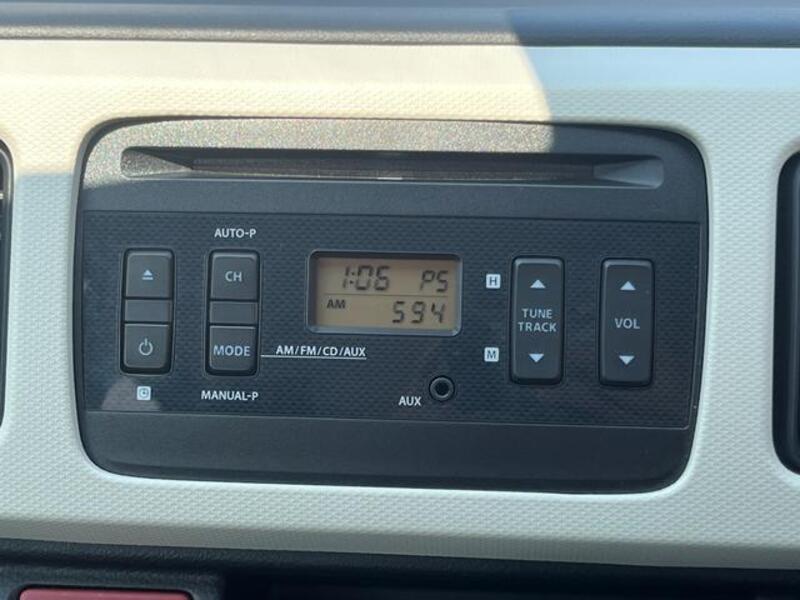 AUTO-P
CH
1:06 PS
AM 594
H
TUNE
TRACK
VOL
MODE
AM/FM/CD/AUX
M
MANUAL-P
AUX